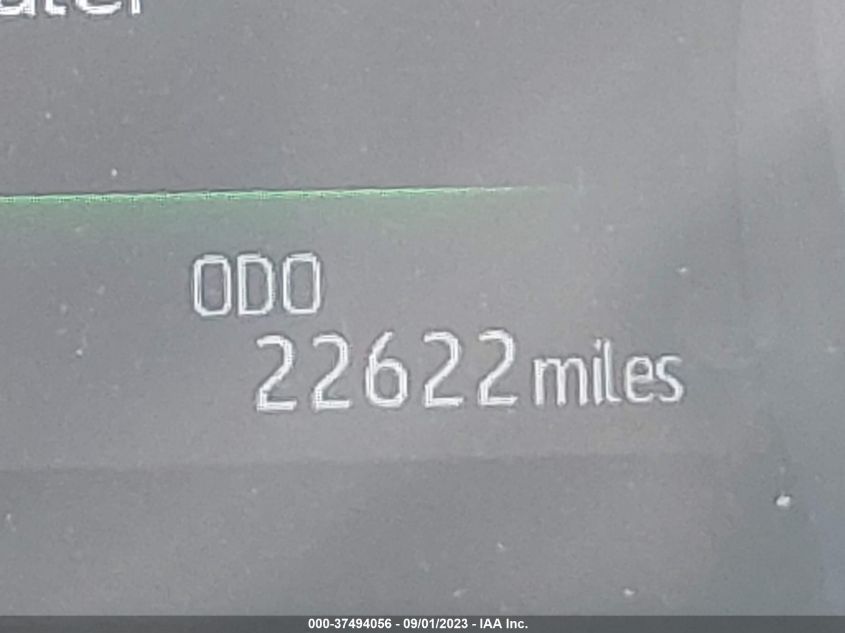 ODO
22622 miles
000-37494056 - 09/01/2023 - IAA Inc.